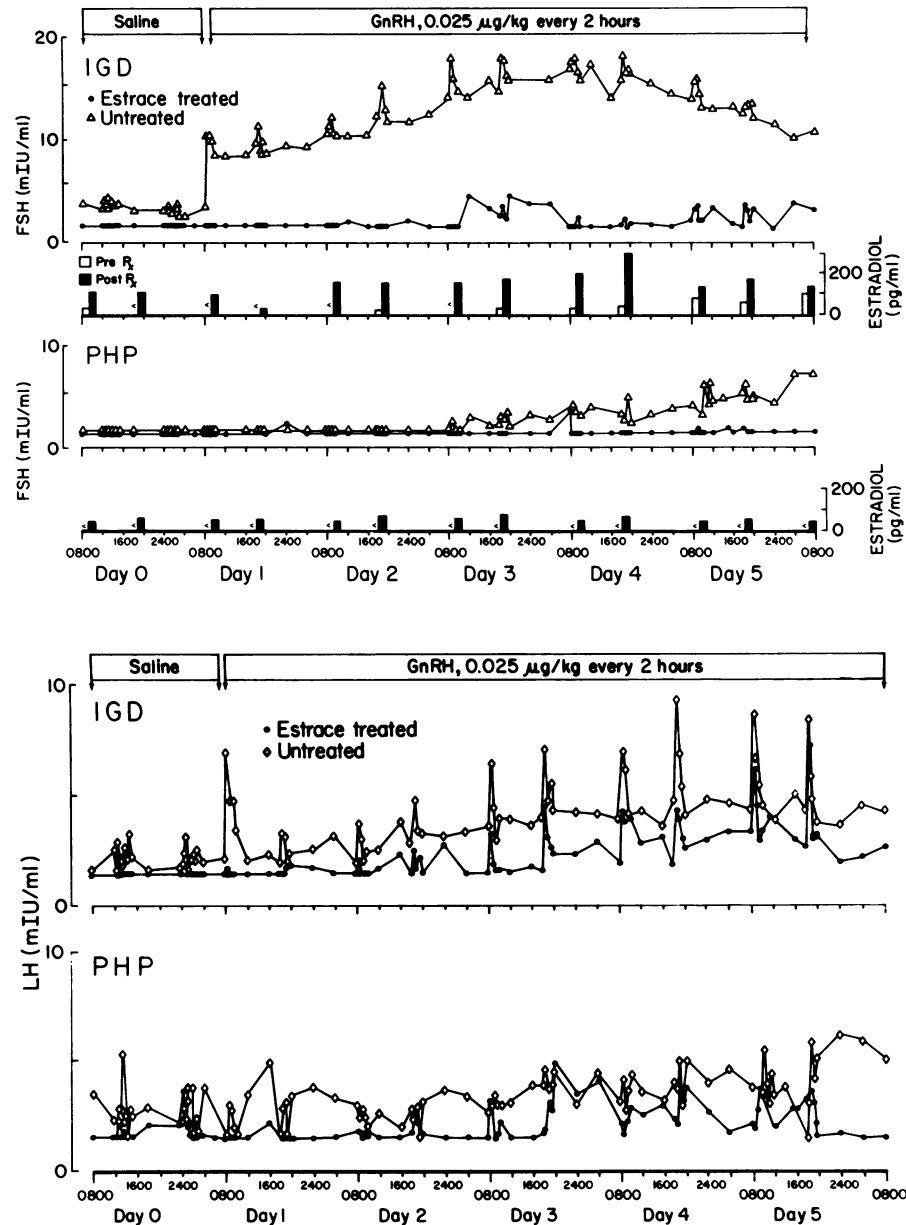 Saline GnRH, 0.025 µg/kg every 2 hours
20
IGD
• Estrace treated
△ Untreated
10
FSH (mIU/ml)
0
□ Pre Rx
■ Post Rx
200
0
ESTRADIOL (pg/ml)
< < < < < < <
10
PHP
FSH (mIU/ml)
0
200
0
ESTRADIOL (pg/ml)
< < < < < < < < < < < < <
0800 1600 2400 0800 1600 2400 0800 1600 2400 0800 1600 2400 0800 1600 2400 0800 1600 2400 0800
Day 0 Day 1 Day 2 Day 3 Day 4 Day 5
Saline GnRH, 0.025 µg/kg every 2 hours
10
IGD
• Estrace treated
◇ Untreated
5
0
LH (mIU/ml)
10
PHP
5
0
0800 1600 2400 0800 1600 2400 0800 1600 2400 0800 1600 2400 0800 1600 2400 0800 1600 2400 0800
Day 0 Day 1 Day 2 Day 3 Day 4 Day 5